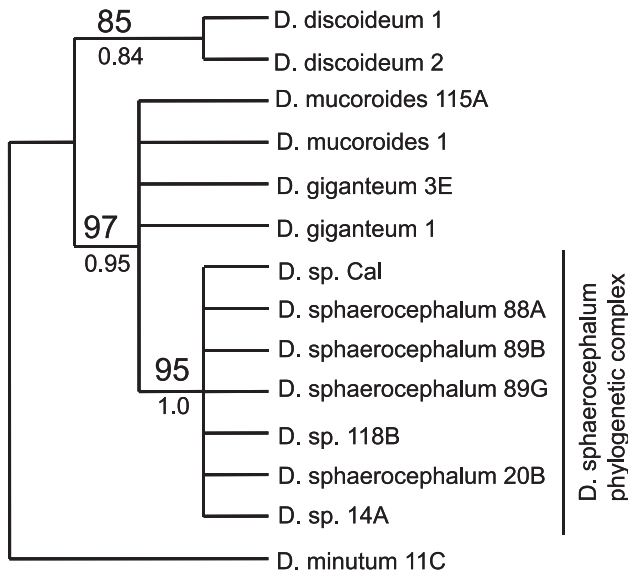 85
0.84
D. discoideum 1
D. discoideum 2
D. mucoroides 115A
D. mucoroides 1
D. giganteum 3E
D. giganteum 1
97
0.95
D. sp. Cal
D. sphaerocephalum 88A
D. sphaerocephalum 89B
D. sphaerocephalum 89G
95
1.0
D. sp. 118B
D. sphaerocephalum 20B
D. sp. 14A
D. minutum 11C
D. sphaerocephalum
phylogenetic complex